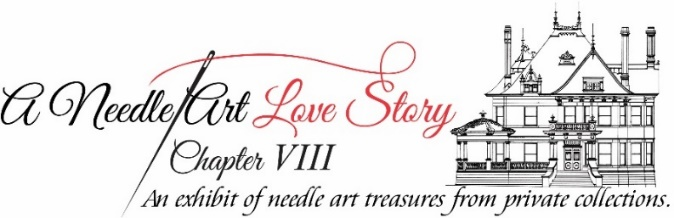 A Needle Art Love Story
Chapter VIII
An exhibit of needle art treasures from private collections.